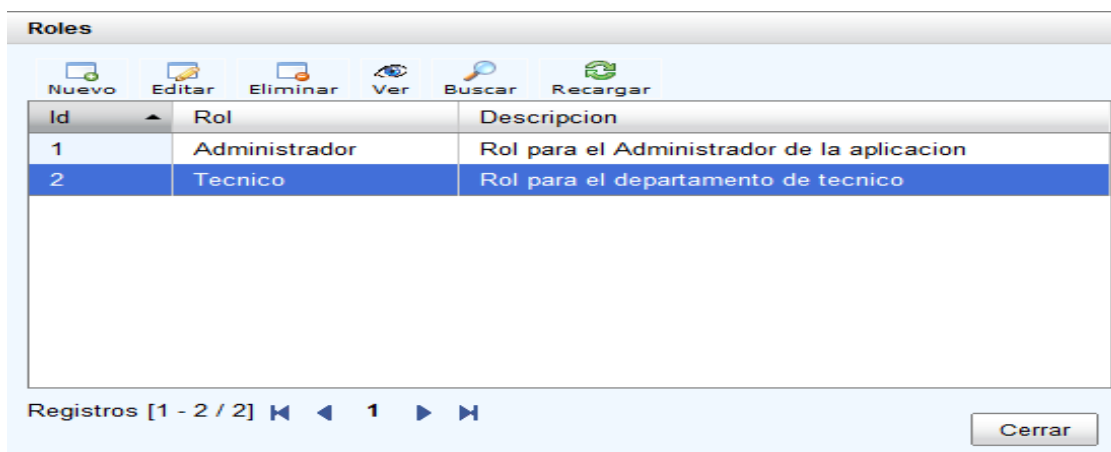 Roles
Nuevo Editar Eliminar Ver Buscar Recargar
Id Rol Descripcion
1 Administrador Rol para el Administrador de la aplicacion
2 Tecnico Rol para el departamento de tecnico
Registros [1 - 2 / 2] 1
Cerrar